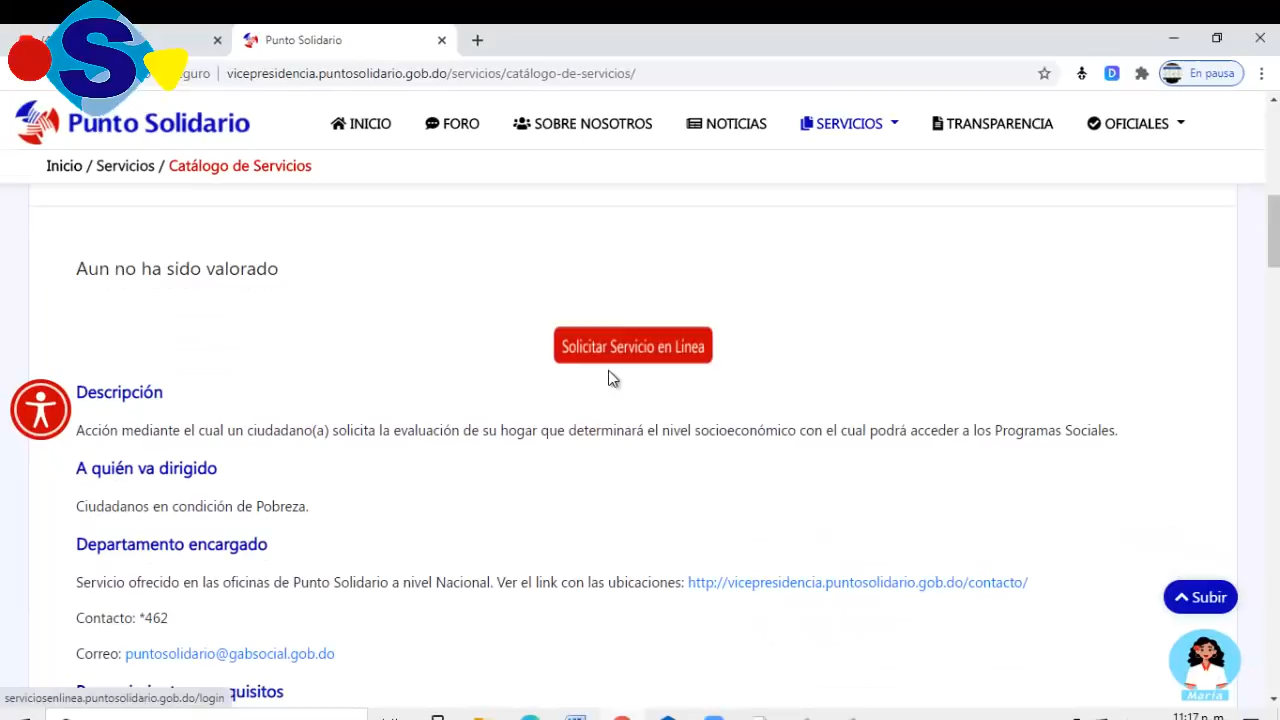 S
Punto Solidario
eguro
vicepresidencia.puntosolidario.gob.do/servicios/catálogo-de-servicios/
D
En pausa
Punto Solidario
INICIO
FORO
SOBRE NOSOTROS
NOTICIAS
SERVICIOS
TRANSPARENCIA
OFICIALES
Inicio / Servicios / Catálogo de Servicios
Aun no ha sido valorado
Solicitar Servicio en Linea
Descripción
Acción mediante el cual un ciudadano(a) solicita la evaluación de su hogar que determinará el nivel socioeconómico con el cual podrá acceder a los Programas Sociales.
A quién va dirigido
Ciudadanos en condición de Pobreza.
Departamento encargado
Servicio ofrecido en las oficinas de Punto Solidario a nivel Nacional. Ver el link con las ubicaciones: http://vicepresidencia.puntosolidario.gob.do/contacto/
Subir
Contacto: *462
Correo: puntosolidario@gabsocial.gob.do
María
quisitos
serviciosenlinea.puntosolidario.gob.do/login
11:17 p. m.